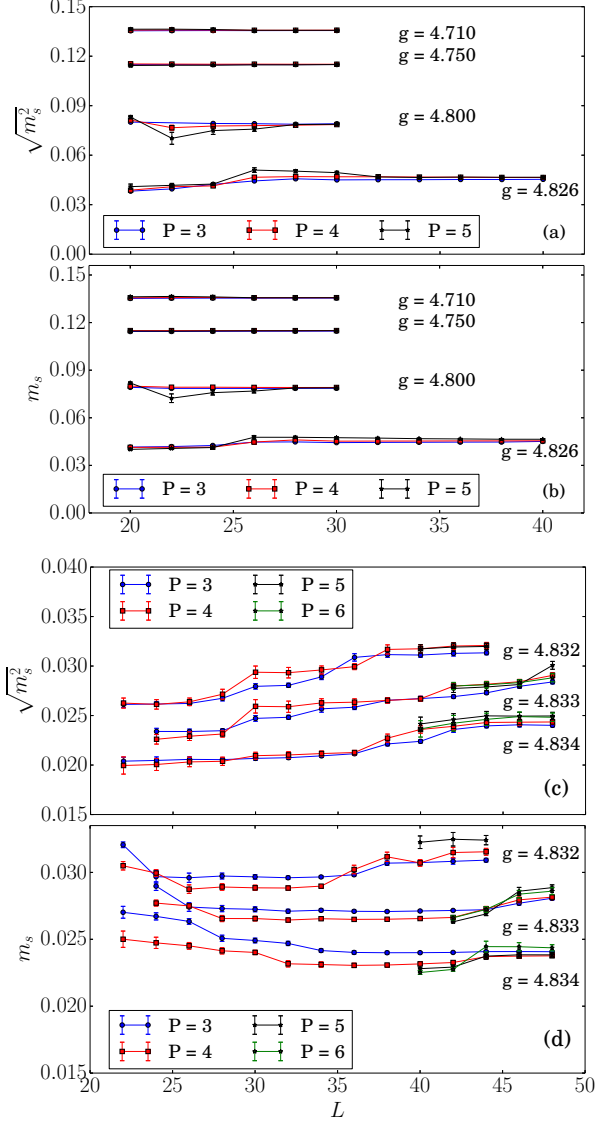 0.15
0.12
0.09
0.06
0.03
0.00
√m_s^2
g = 4.710
g = 4.750
g = 4.800
g = 4.826
P = 3 P = 4 P = 5
(a)
0.15
0.12
0.09
0.06
0.03
0.00
m_s
g = 4.710
g = 4.750
g = 4.800
g = 4.826
P = 3 P = 4 P = 5
(b)
20 25 30 35 40
0.040
0.035
0.030
0.025
0.020
0.015
√m_s^2
P = 3 P = 5
P = 4 P = 6
g = 4.832
g = 4.833
g = 4.834
(c)
0.030
0.025
0.020
0.015
m_s
g = 4.832
g = 4.833
g = 4.834
P = 3 P = 5
P = 4 P = 6
(d)
20 25 30 35 40 45 50
L